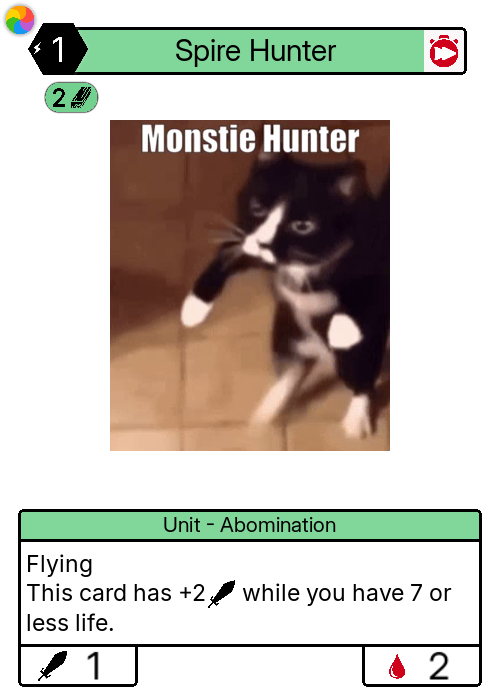 1
Spire Hunter
2
Monstie Hunter
Unit - Abomination
Flying
This card has +2 while you have 7 or
less life.
1
2